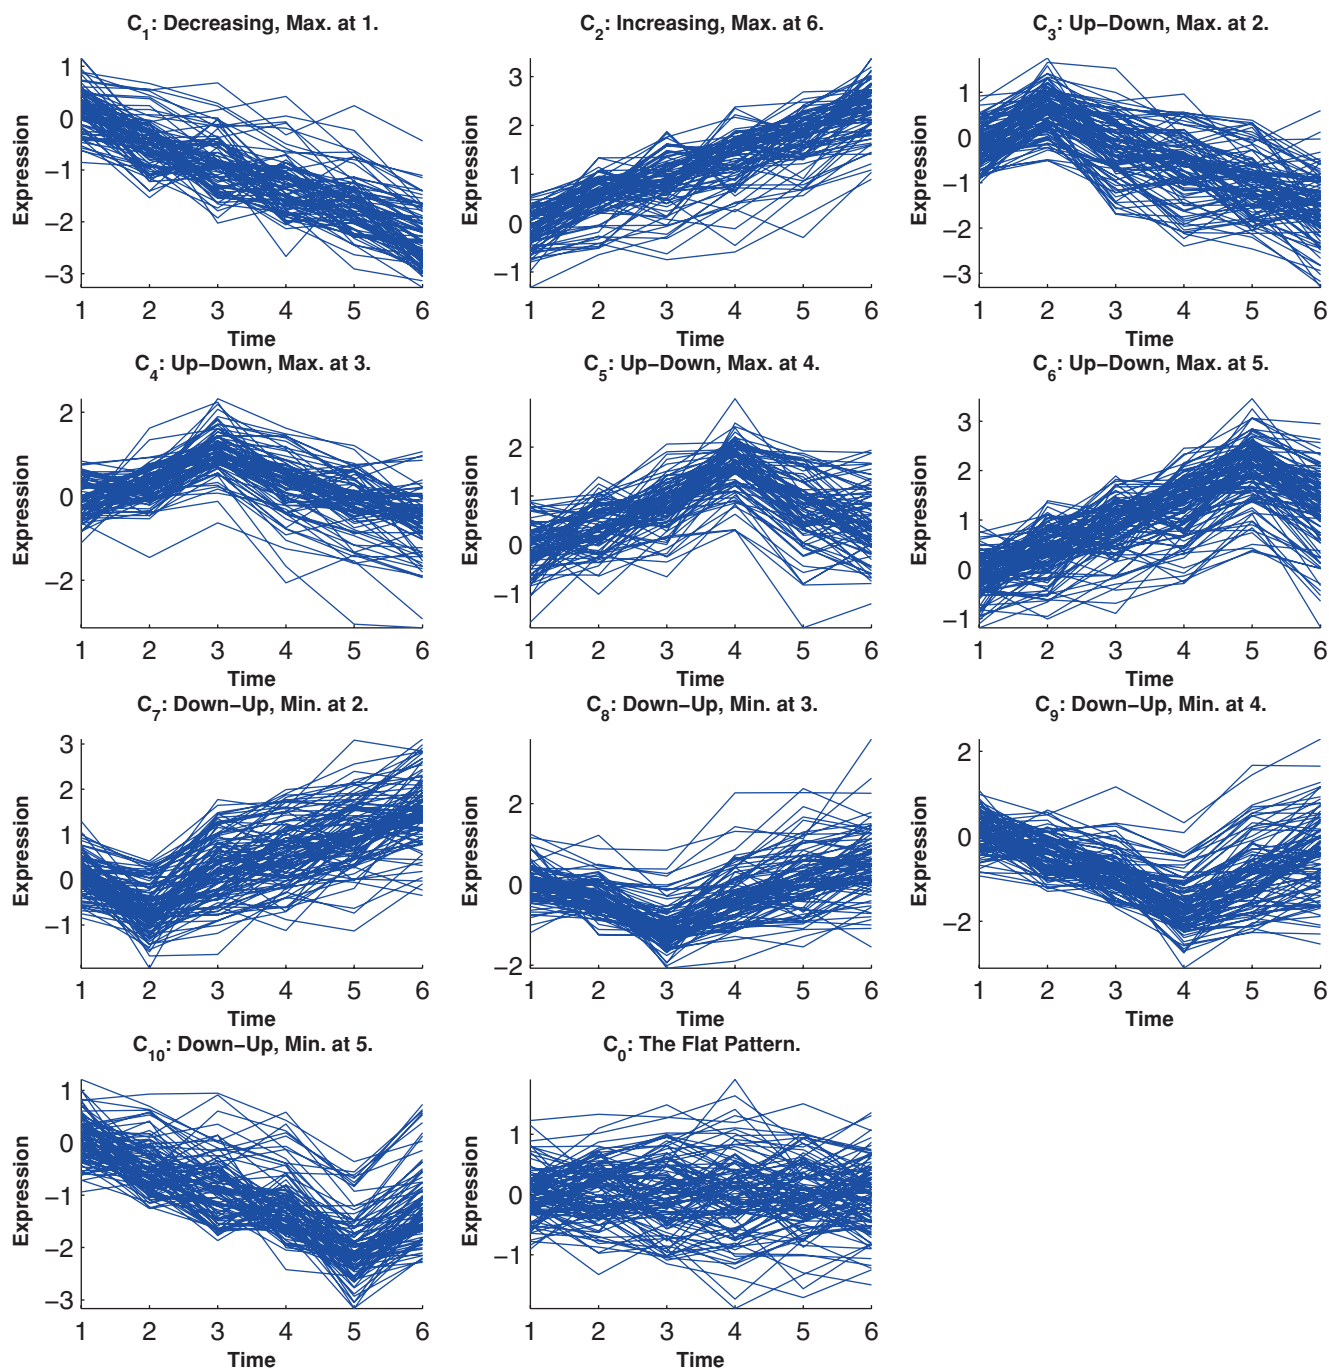 C1: Decreasing, Max. at 1.
C2: Increasing, Max. at 6.
C3: Up−Down, Max. at 2.
Expression
1
0
−1
−2
−3
1 2 3 4 5 6
Time
Expression
3
2
1
0
−1
1 2 3 4 5 6
Time
Expression
1
0
−1
−2
−3
1 2 3 4 5 6
Time
C4: Up−Down, Max. at 3.
C5: Up−Down, Max. at 4.
C6: Up−Down, Max. at 5.
Expression
2
0
−2
1 2 3 4 5 6
Time
Expression
2
1
0
−1
1 2 3 4 5 6
Time
Expression
3
2
1
0
−1
1 2 3 4 5 6
Time
C7: Down−Up, Min. at 2.
C8: Down−Up, Min. at 3.
C9: Down−Up, Min. at 4.
Expression
3
2
1
0
−1
1 2 3 4 5 6
Time
Expression
2
0
−2
1 2 3 4 5 6
Time
Expression
2
0
−2
1 2 3 4 5 6
Time
C10: Down−Up, Min. at 5.
C0: The Flat Pattern.
Expression
1
0
−1
−2
−3
1 2 3 4 5 6
Time
Expression
1
0
−1
1 2 3 4 5 6
Time